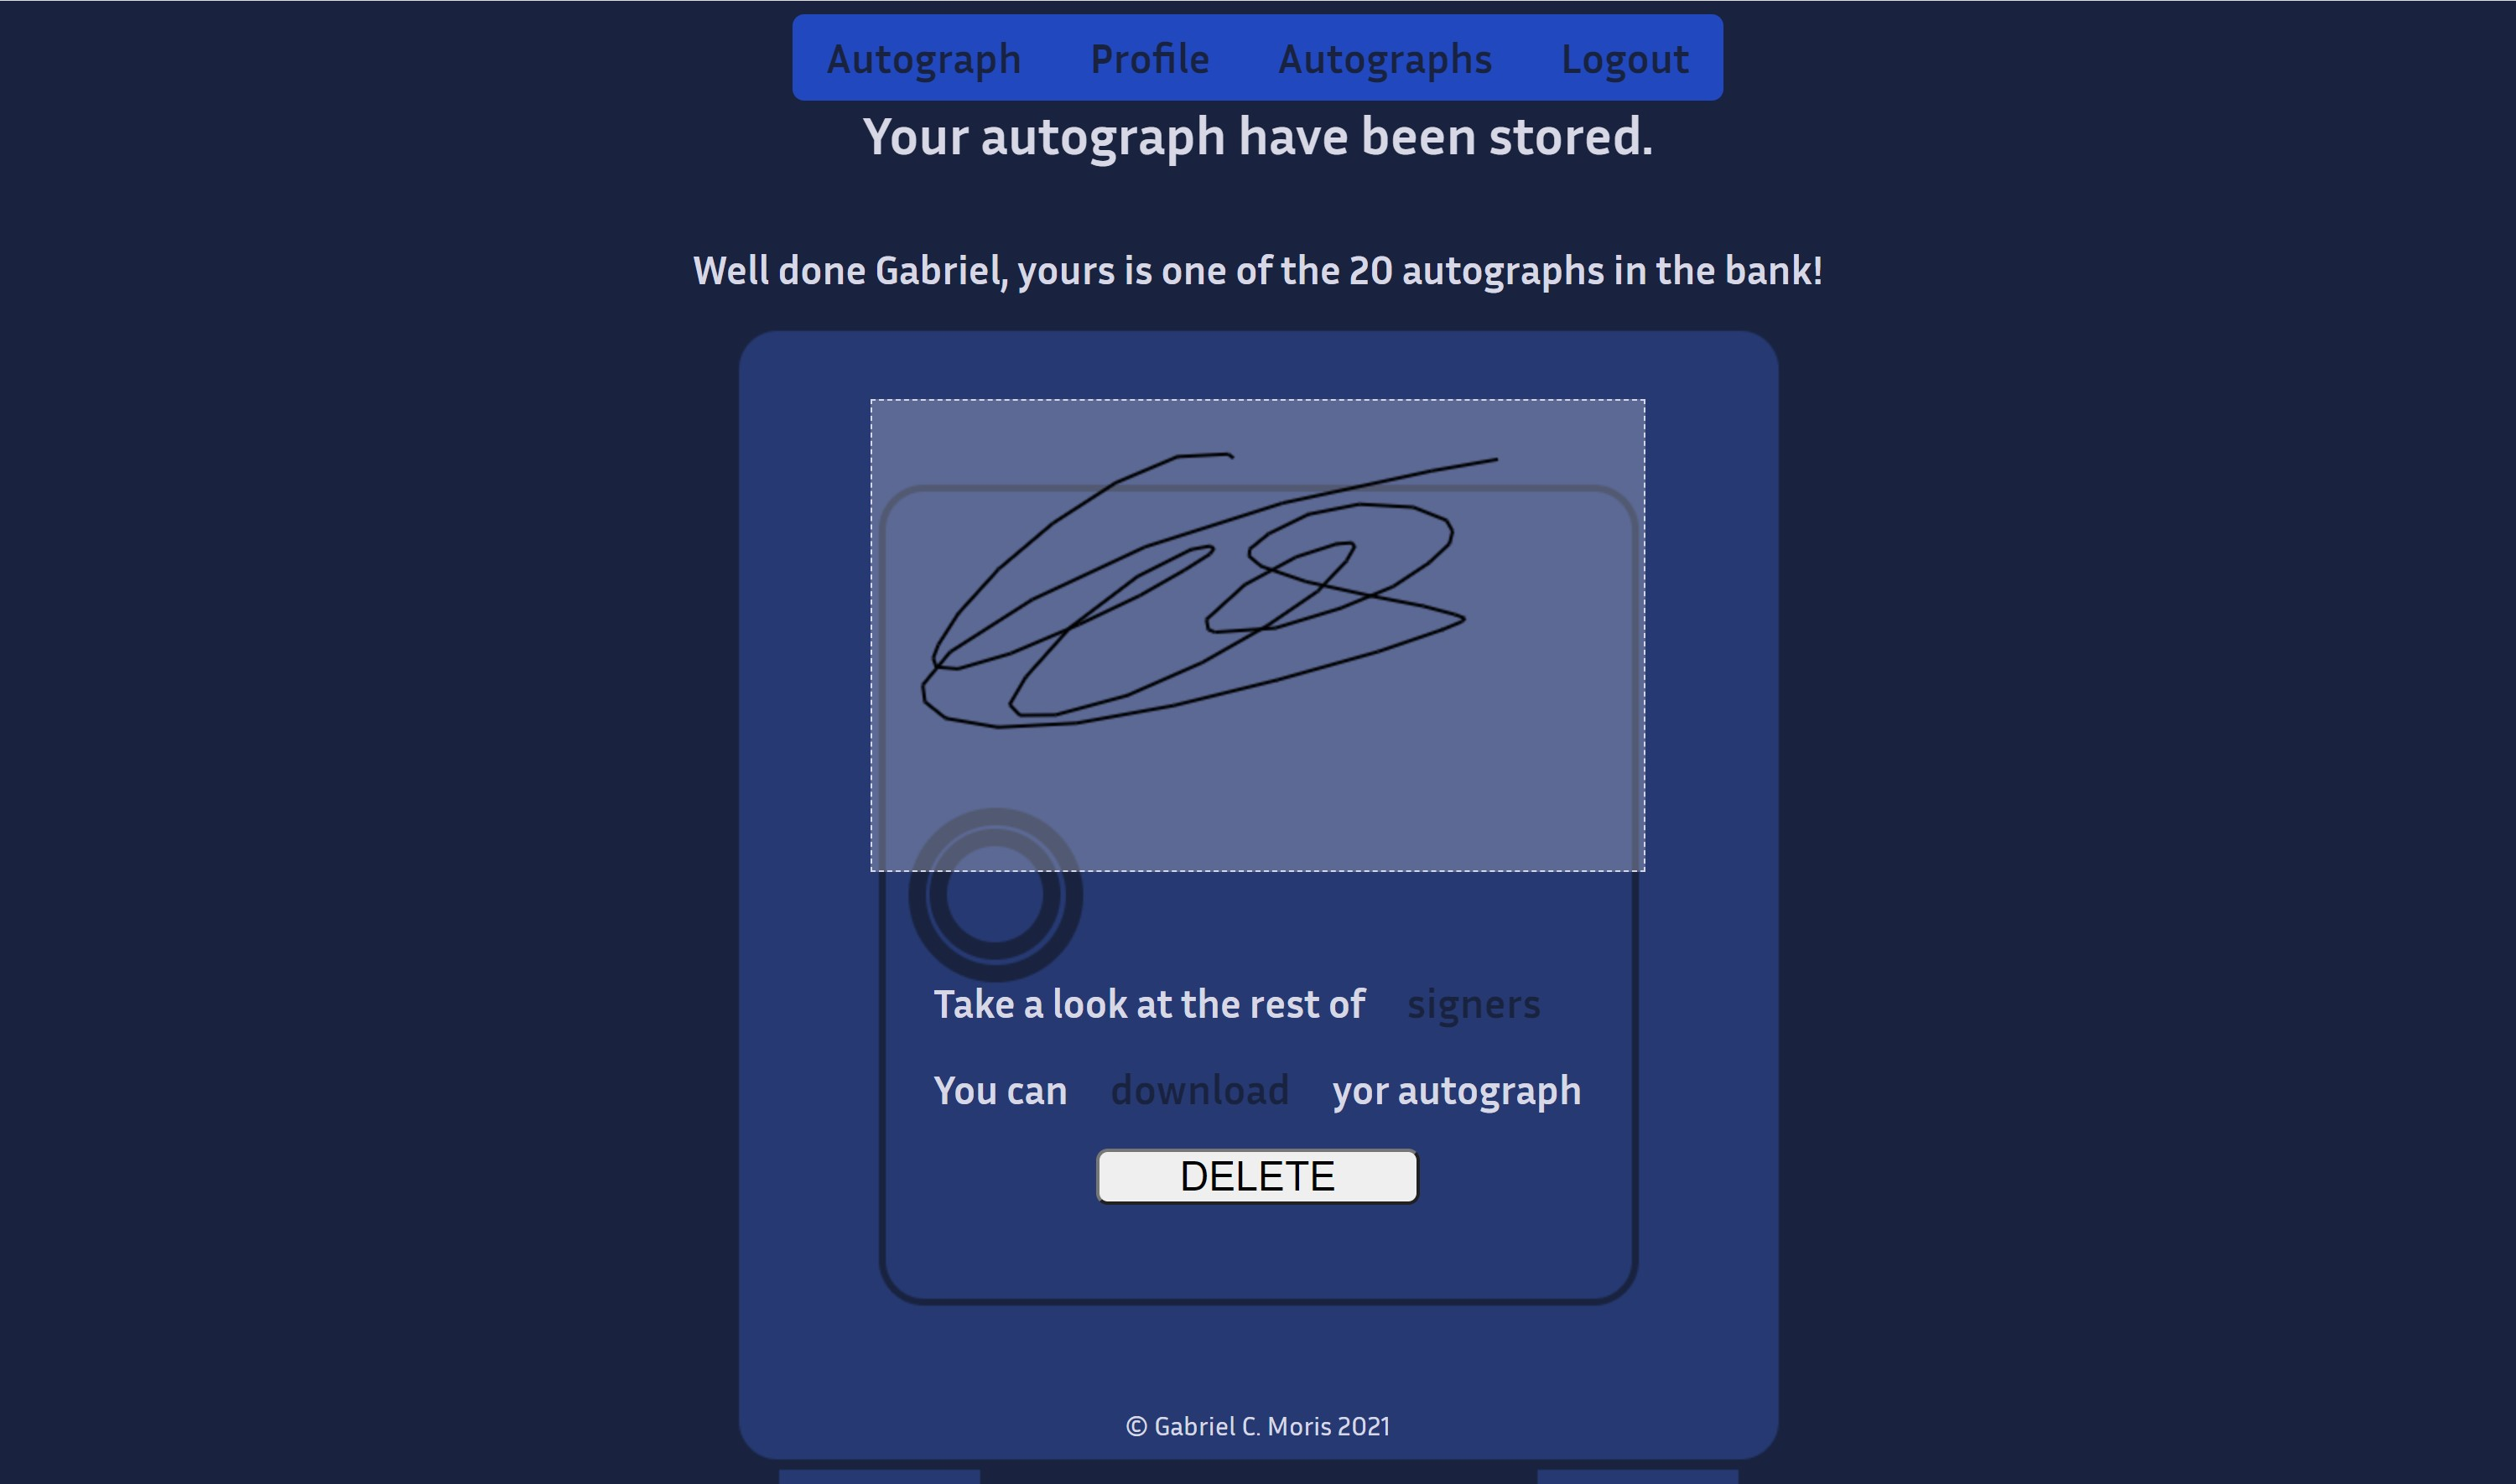 Autograph Profile Autographs Logout
Your autograph have been stored.
Well done Gabriel, yours is one of the 20 autographs in the bank!
Take a look at the rest of signers
You can download yor autograph
DELETE
© Gabriel C. Moris 2021